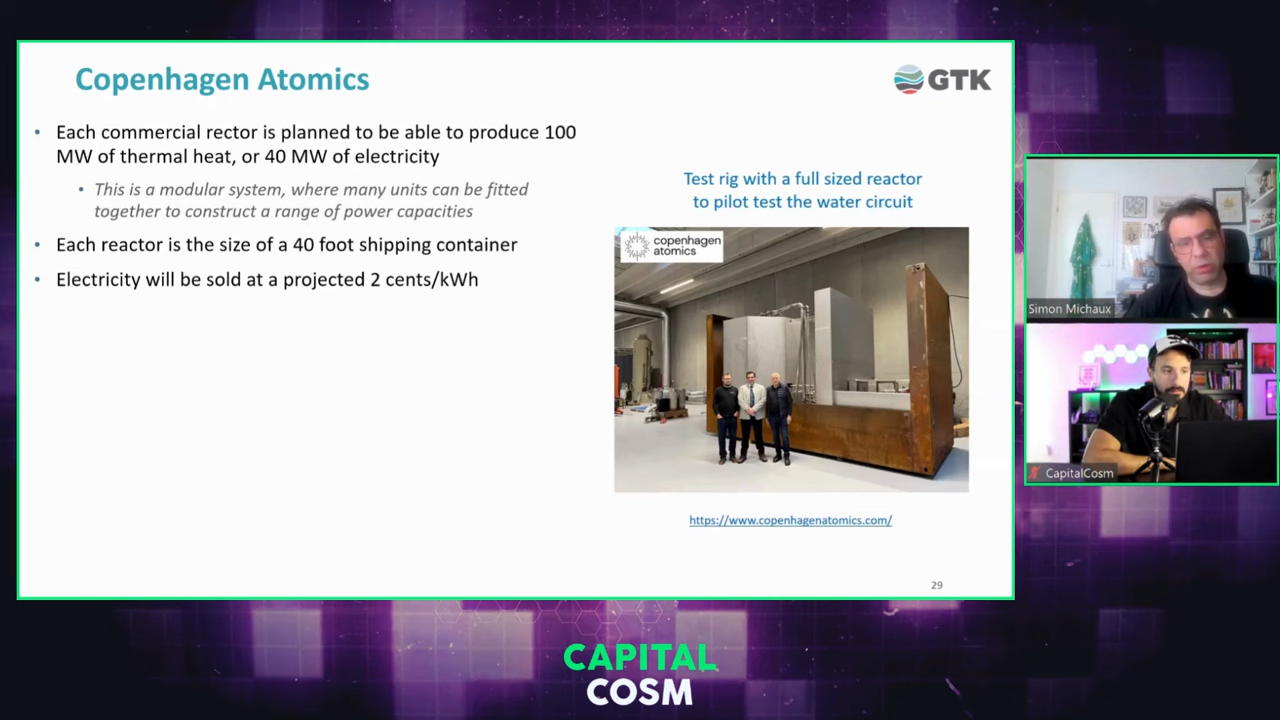 Copenhagen Atomics
GTK
Each commercial rector is planned to be able to produce 100
MW of thermal heat, or 40 MW of electricity
This is a modular system, where many units can be fitted
together to construct a range of power capacities
Each reactor is the size of a 40 foot shipping container
Electricity will be sold at a projected 2 cents/kWh
Test rig with a full sized reactor
to pilot test the water circuit
copenhagen
atomics
https://www.copenhagenatomics.com/
29
Simon Michaux
CapitalCosm
CAPITAL
COSM